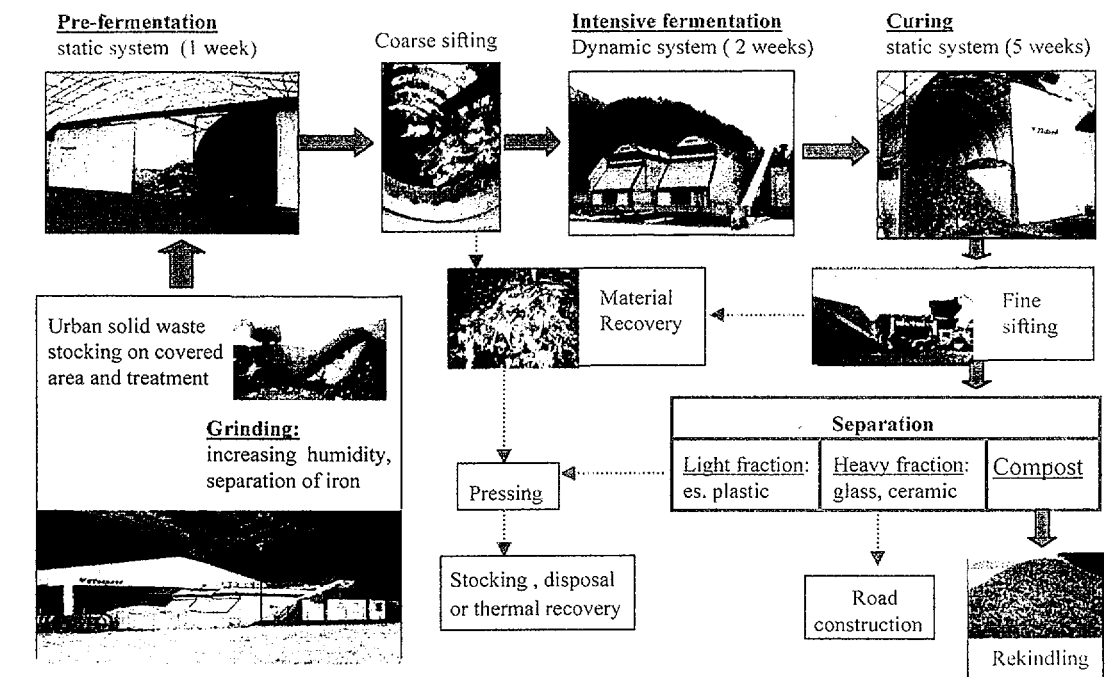 Pre-fermentation
static system (1 week)
Coarse sifting
Intensive fermentation
Dynamic system ( 2 weeks)
Curing
static system (5 weeks)
Urban solid waste
stocking on covered
area and treatment
Grinding:
increasing humidity,
separation of iron
Material
Recovery
Fine
sifting
Separation
Light fraction:
es. plastic
Heavy fraction:
glass, ceramic
Compost
Pressing
Stocking , disposal
or thermal recovery
Road
construction
Rekindling